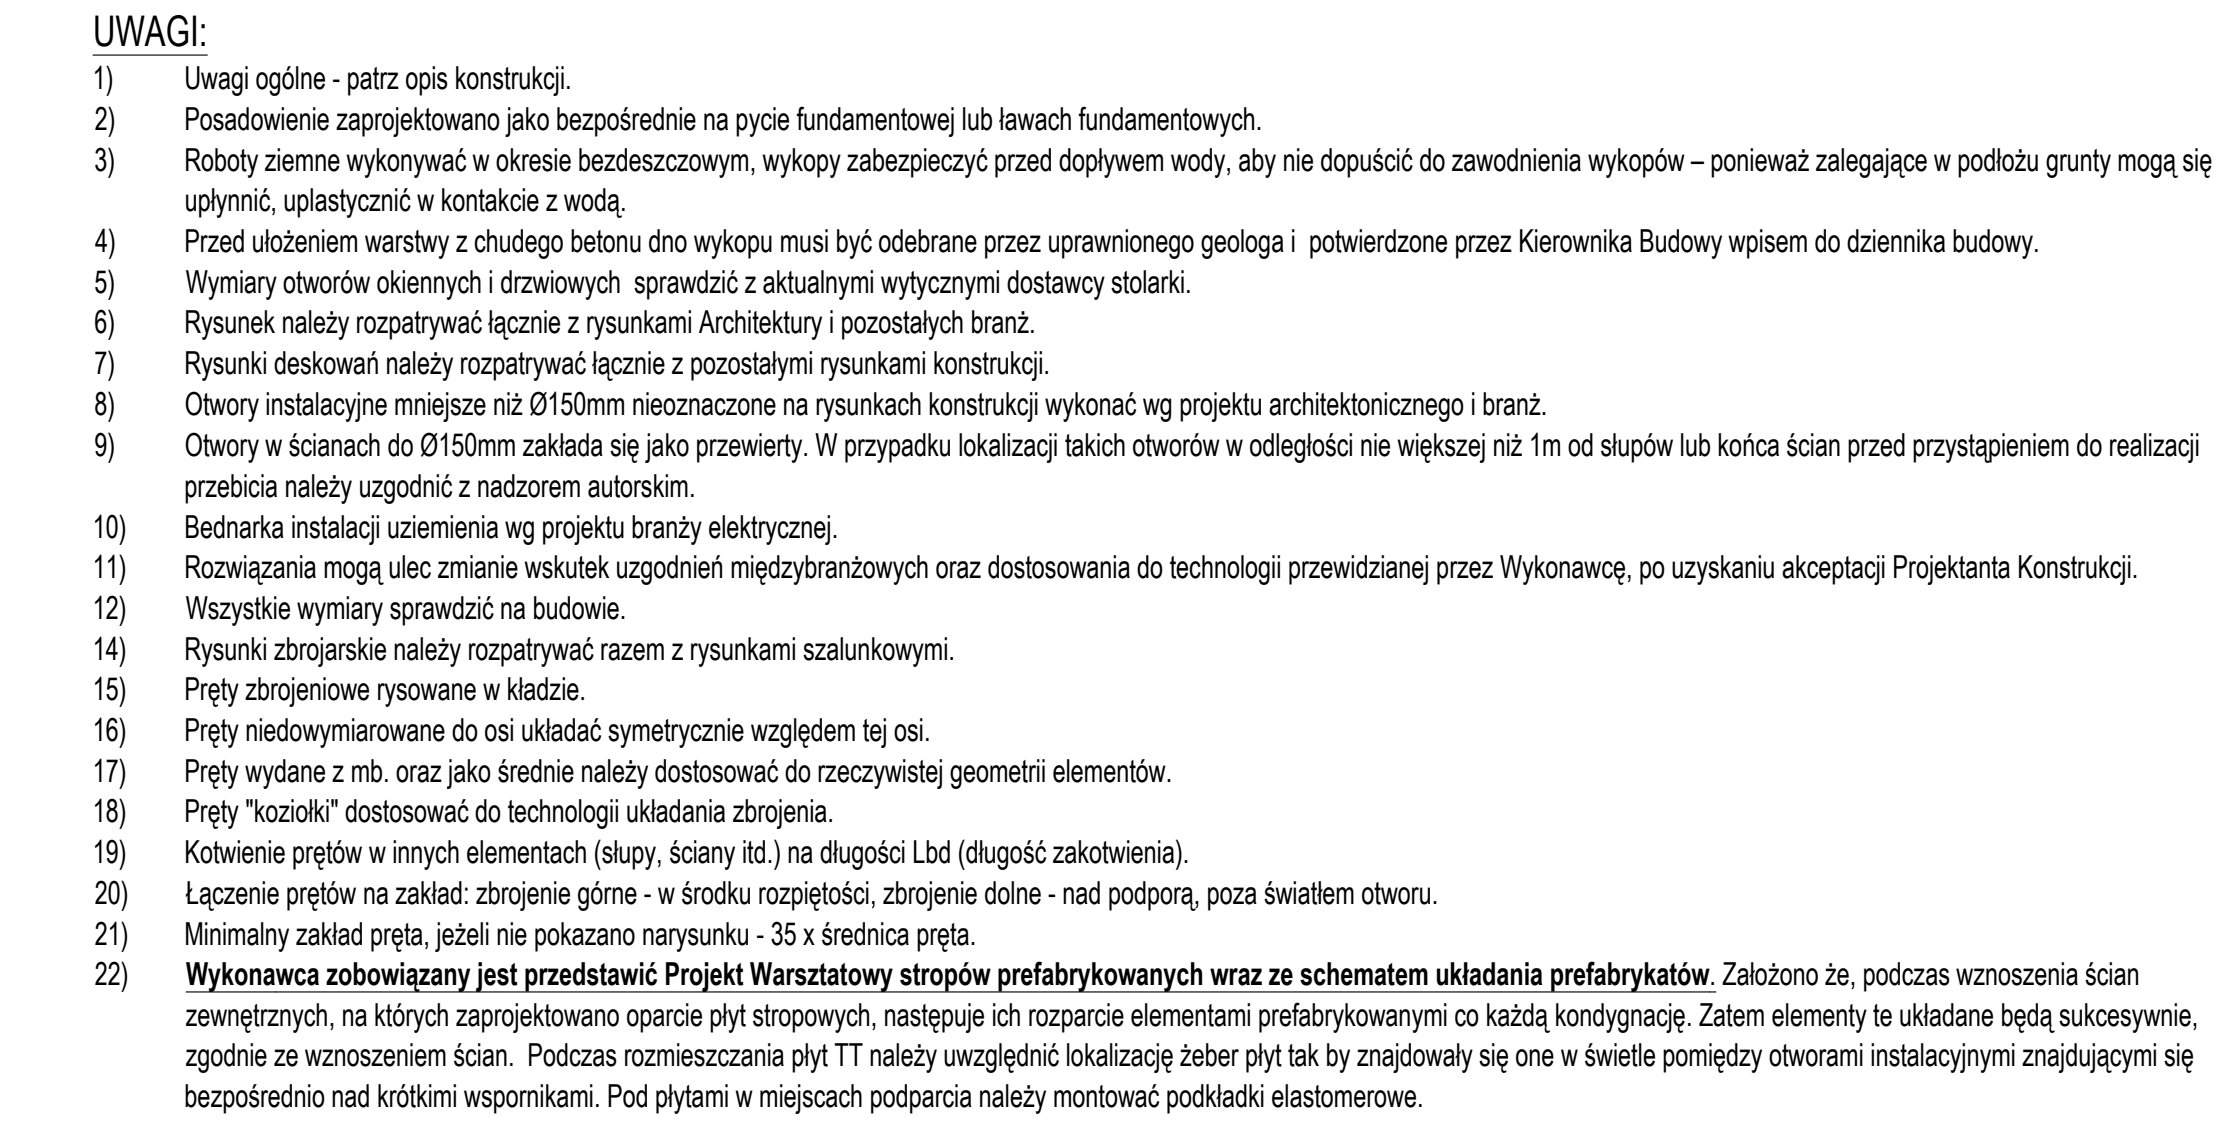 UWAGI:
1) Uwagi ogólne - patrz opis konstrukcji.
2) Posadowienie zaprojektowano jako bezpośrednie na pycie fundamentowej lub ławach fundamentowych.
3) Roboty ziemne wykonywać w okresie bezdeszczowym, wykopy zabezpieczyć przed dopływem wody, aby nie dopuścić do zawodnienia wykopów – ponieważ zalegające w podłożu grunty mogą się
upłynnić, uplastycznić w kontakcie z wodą.
4) Przed ułożeniem warstwy z chudego betonu dno wykopu musi być odebrane przez uprawnionego geologa i potwierdzone przez Kierownika Budowy wpisem do dziennika budowy.
5) Wymiary otworów okiennych i drzwiowych sprawdzić z aktualnymi wytycznymi dostawcy stolarki.
6) Rysunek należy rozpatrywać łącznie z rysunkami Architektury i pozostałych branż.
7) Rysunki deskowań należy rozpatrywać łącznie z pozostałymi rysunkami konstrukcji.
8) Otwory instalacyjne mniejsze niż Ø150mm nieoznaczone na rysunkach konstrukcji wykonać wg projektu architektonicznego i branż.
9) Otwory w ścianach do Ø150mm zakłada się jako przewierty. W przypadku lokalizacji takich otworów w odległości nie większej niż 1m od słupów lub końca ścian przed przystąpieniem do realizacji
przebicia należy uzgodnić z nadzorem autorskim.
10) Bednarka instalacji uziemienia wg projektu branży elektrycznej.
11) Rozwiązania mogą ulec zmianie wskutek uzgodnień międzybranżowych oraz dostosowania do technologii przewidzianej przez Wykonawcę, po uzyskaniu akceptacji Projektanta Konstrukcji.
12) Wszystkie wymiary sprawdzić na budowie.
14) Rysunki zbrojarskie należy rozpatrywać razem z rysunkami szalunkowymi.
15) Pręty zbrojeniowe rysowane w kładzie.
16) Pręty niedowymiarowane do osi układać symetrycznie względem tej osi.
17) Pręty wydane z mb. oraz jako średnie należy dostosować do rzeczywistej geometrii elementów.
18) Pręty "koziołki" dostosować do technologii układania zbrojenia.
19) Kotwienie prętów w innych elementach (słupy, ściany itd.) na długości Lbd (długość zakotwienia).
20) Łączenie prętów na zakład: zbrojenie górne - w środku rozpiętości, zbrojenie dolne - nad podporą, poza światłem otworu.
21) Minimalny zakład pręta, jeżeli nie pokazano narysunku - 35 x średnica pręta.
22) Wykonawca zobowiązany jest przedstawić Projekt Warsztatowy stropów prefabrykowanych wraz ze schematem układania prefabrykatów. Założono że, podczas wznoszenia ścian
zewnętrznych, na których zaprojektowano oparcie płyt stropowych, następuje ich rozparcie elementami prefabrykowanymi co każdą kondygnację. Zatem elementy te układane będą sukcesywnie,
zgodnie ze wznoszeniem ścian. Podczas rozmieszczania płyt TT należy uwzględnić lokalizację żeber płyt tak by znajdowały się one w świetle pomiędzy otworami instalacyjnymi znajdującymi się
bezpośrednio nad krótkimi wspornikami. Pod płytami w miejscach podparcia należy montować podkładki elastomerowe.